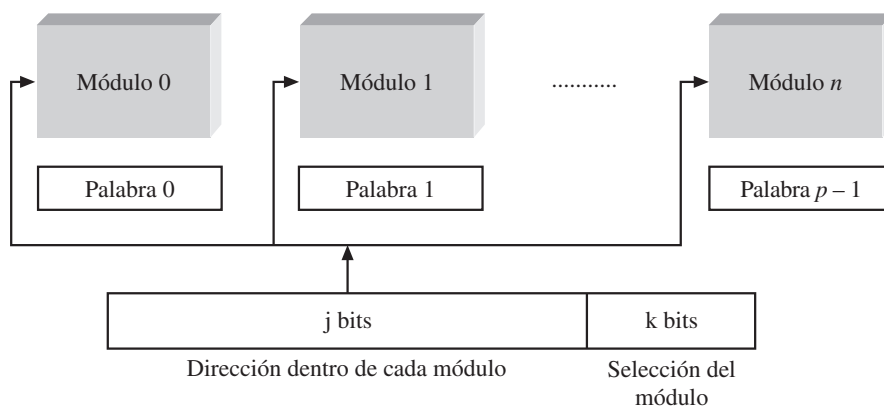 Módulo 0
Módulo 1
...........
Módulo n
Palabra 0
Palabra 1
Palabra p – 1
j bits
k bits
Dirección dentro de cada módulo
Selección del
módulo